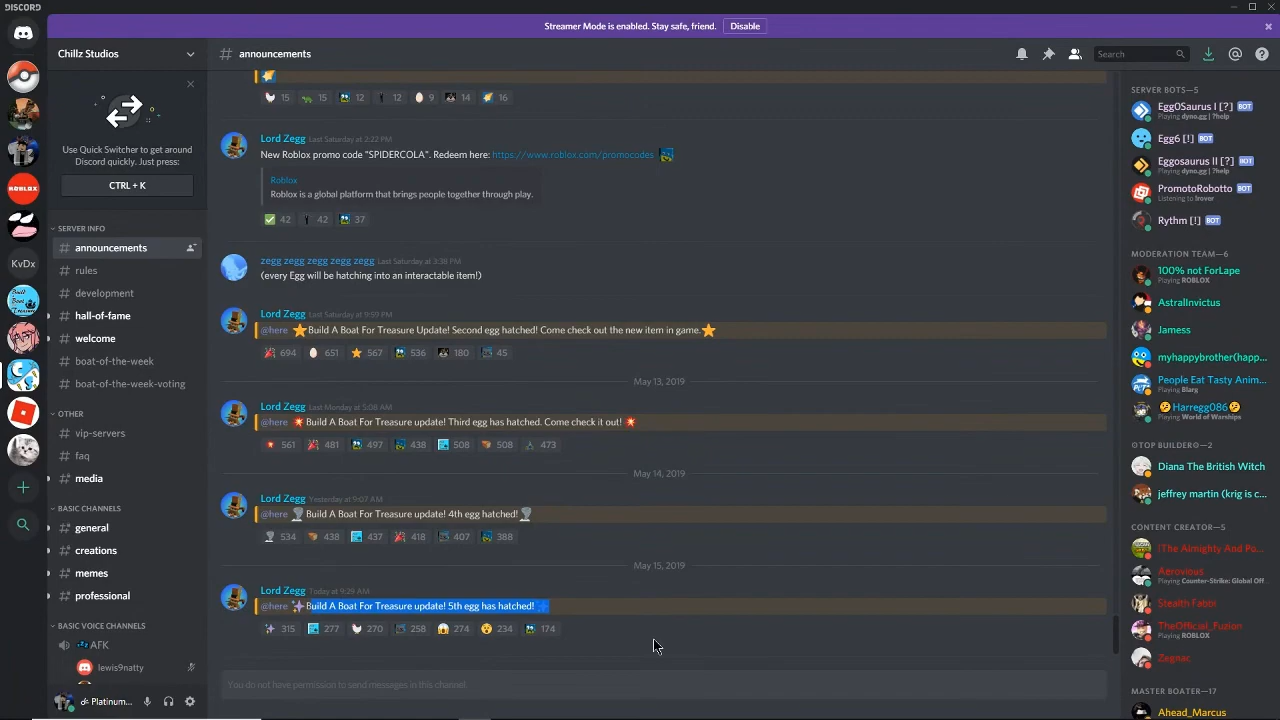 DISCORD
Streamer Mode is enabled. Stay safe, friend.
Disable
Chillz Studios
# announcements
Search
Use Quick Switcher to get around
Discord quickly. Just press:
CTRL + K
SERVER INFO
# announcements
# rules
# development
# hall-of-fame
# welcome
# boat-of-the-week
# boat-of-the-week-voting
OTHER
# vip-servers
# faq
# media
BASIC CHANNELS
# general
# creations
# memes
# professional
BASIC VOICE CHANNELS
AFK
lewis9natty
Platinum...
ROBLOX
KvDx
15 15 12 12 9 14 16
Lord Zegg Last Saturday at 2:22 PM
New Roblox promo code "SPIDERCOLA". Redeem here: https://www.roblox.com/promocodes
Roblox
Roblox is a global platform that brings people together through play.
42 42 37
zegg zegg zegg zegg zegg Last Saturday at 3:38 PM
(every Egg will be hatching into an interactable item!)
Lord Zegg Last Saturday at 9:59 PM
@here Build A Boat For Treasure Update! Second egg hatched! Come check out the new item in game.
694 651 567 536 180 45
May 13, 2019
Lord Zegg Last Monday at 5:08 AM
@here Build A Boat For Treasure update! Third egg has hatched. Come check it out!
561 481 497 438 508 508 473
May 14, 2019
Lord Zegg Yesterday at 9:07 AM
@here Build A Boat For Treasure update! 4th egg hatched!
534 438 437 418 407 388
May 15, 2019
Lord Zegg Today at 9:29 AM
@here Build A Boat For Treasure update! 5th egg has hatched!
315 277 270 258 274 234 174
You do not have permission to send messages in this channel.
SERVER BOTS—5
Egg0Saurus I [?] BOT
Playing dyno.gg | ?help
Egg6 [!] BOT
Eggosaurus II [?] BOT
Playing dyno.gg | ?help
PromotoRobotto BOT
Listening to !rover
Rythm [!] BOT
MODERATION TEAM—6
100% not ForLape
Playing ROBLOX
AstralInvictus
Jamess
myhappybrother(happ...
People Eat Tasty Anim...
Playing Blarg
Harregg086
Playing World of Warships
TOP BUILDER—2
Diana The British Witch
jeffrey martin (krig is c...
CONTENT CREATOR—5
!The Almighty And Po...
Aerovious
Playing Counter-Strike: Global Off...
Stealth Fabbi
TheOfficial_Fuzion
Playing ROBLOX
Zegnac
MASTER BOATER—17
Ahead_Marcus